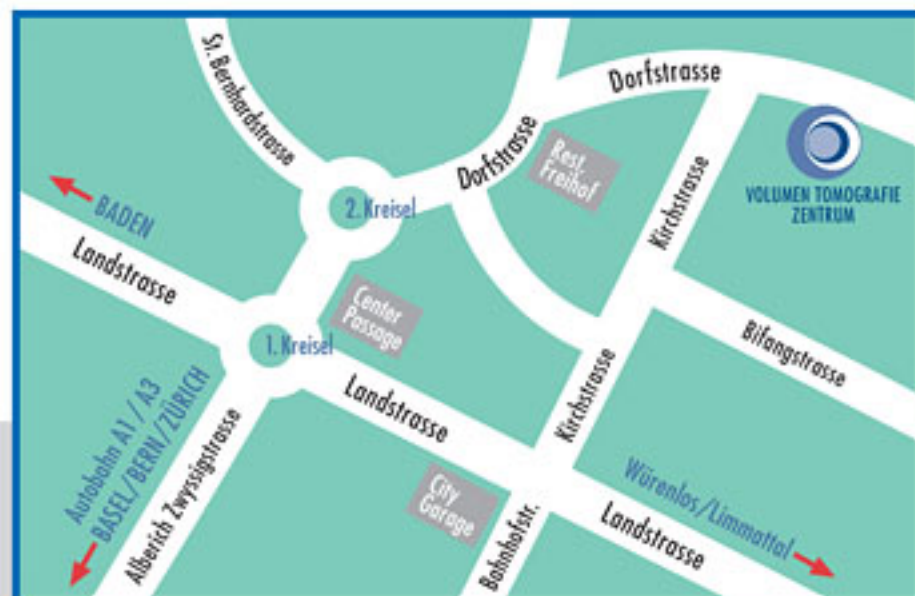 St. Bernhardstrasse
Dorfstrasse
Dorfstrasse
Rest.
Freihof
Kirchstrasse
VOLUMEN TOMOGRAFIE
ZENTRUM
BADEN
2. Kreisel
Landstrasse
Center
Passage
1. Kreisel
Bifangstrasse
Landstrasse
Kirchstrasse
Autobahn A1 / A3
BASEL/BERN/ZÜRICH
Alberich Zwyssigstrasse
City
Garage
Würenlos/Limmattal
Bahnhofstr.
Landstrasse